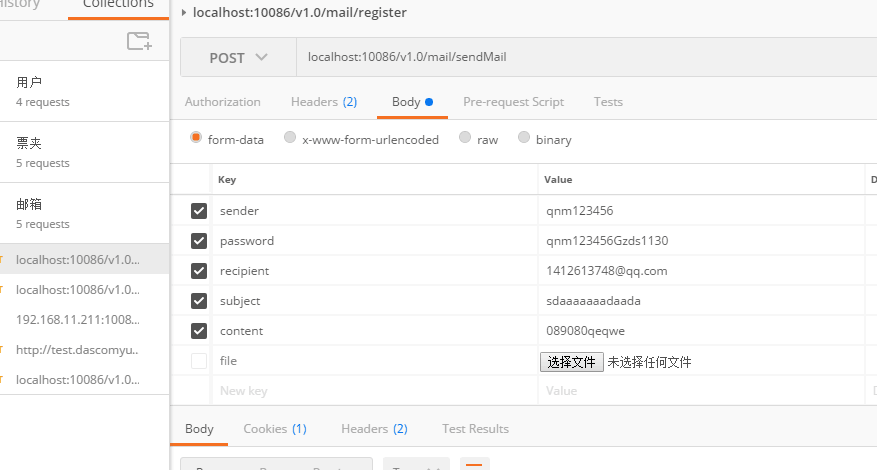 History
Collections
localhost:10086/v1.0/mail/register
POST
localhost:10086/v1.0/mail/sendMail
Authorization
Headers (2)
Body
Pre-request Script
Tests
form-data
x-www-form-urlencoded
raw
binary
用户
4 requests
票夹
5 requests
邮箱
5 requests
localhost:10086/v1.0...
localhost:10086/v1.0...
192.168.11.211:1008...
http://test.dascomyu..
localhost:10086/v1.0...
Key Value D
sender qnm123456
password qnm123456Gzds1130
recipient 1412613748@qq.com
subject sdaaaaaaadaada
content 089080qeqwe
file 选择文件 未选择任何文件
New key Value D
Body
Cookies (1)
Headers (2)
Test Results